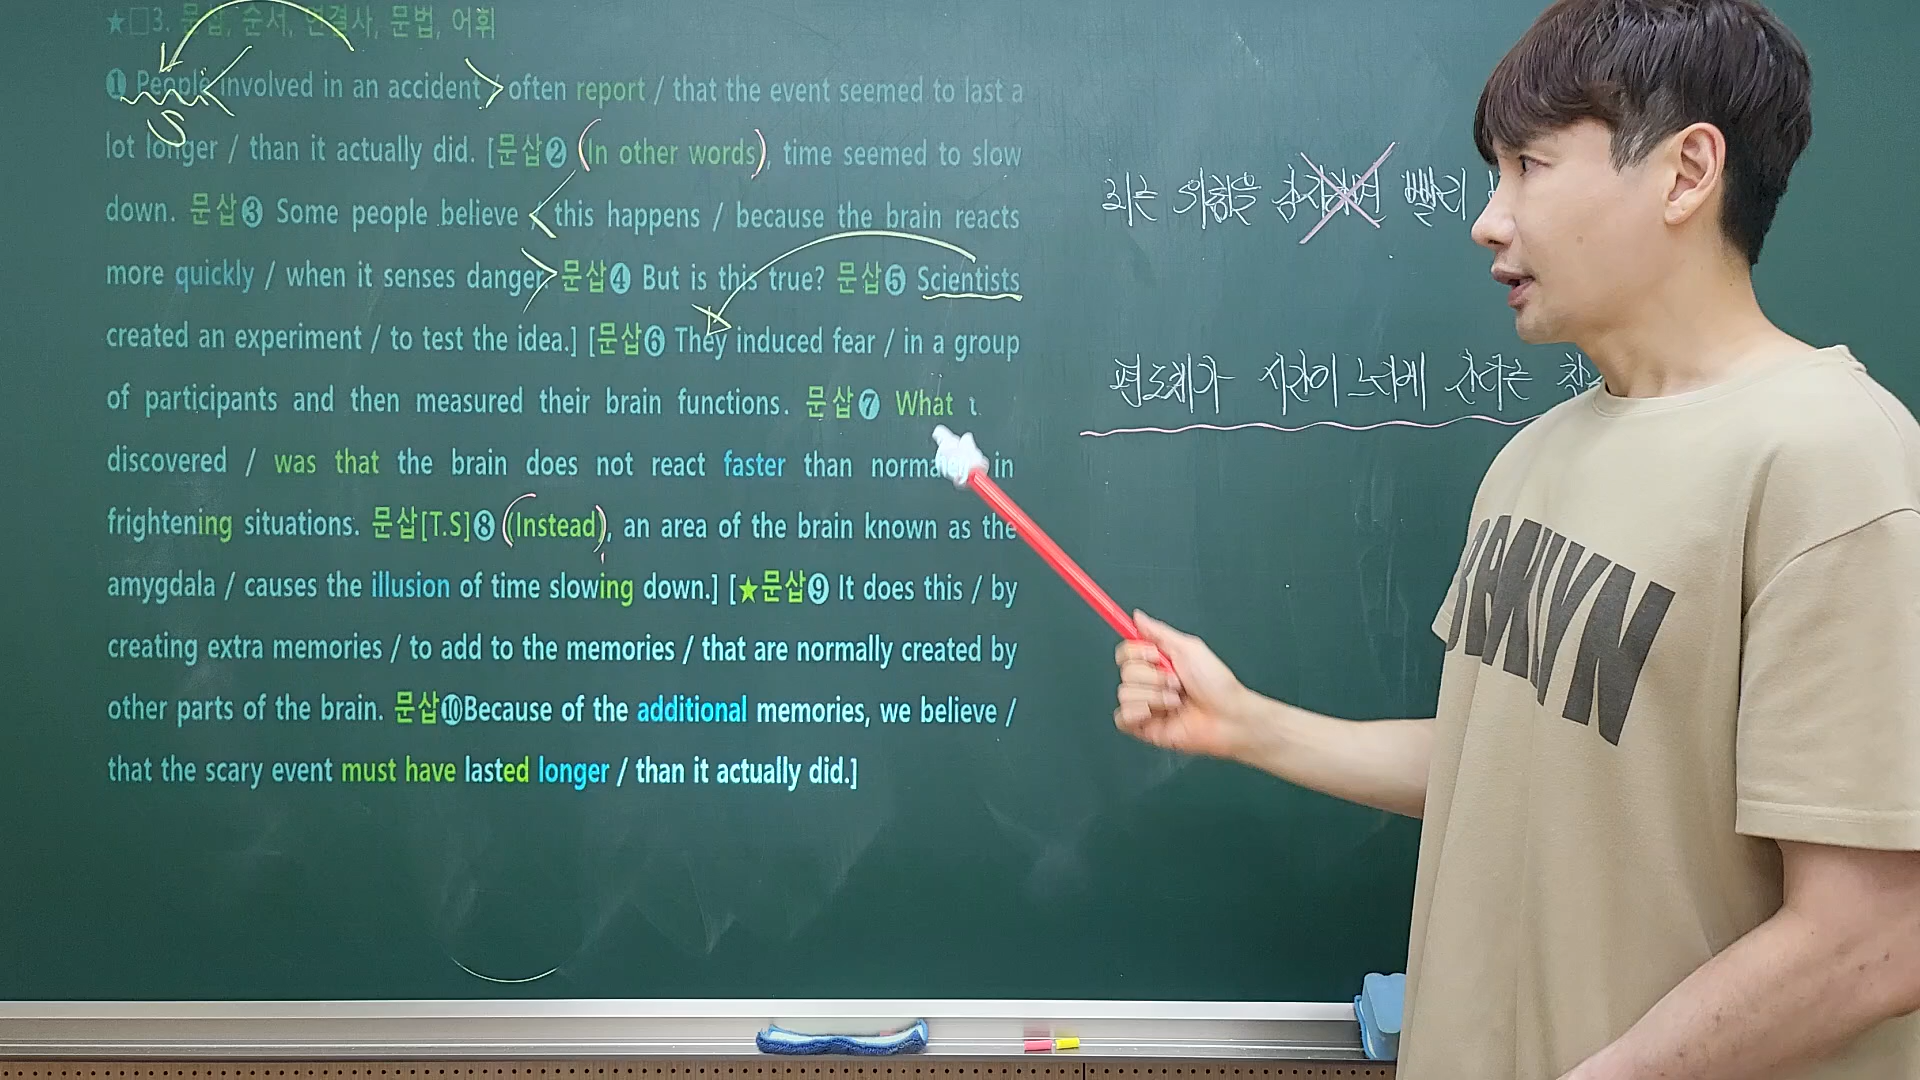 ★□3. 문삽, 순서, 연결사, 문법, 어휘
❶ People involved in an accident / often report / that the event seemed to last a
lot longer / than it actually did. [문삽❷ (In other words), time seemed to slow
down. 문삽❸ Some people believe < this happens / because the brain reacts
more quickly / when it senses danger. 문삽❹ But is this true? 문삽❺ Scientists
created an experiment / to test the idea.] [문삽❻ They induced fear / in a group
of participants and then measured their brain functions. 문삽❼ What
discovered / was that the brain does not react faster than normal in
frightening situations. 문삽[T.S]❽ (Instead), an area of the brain known as the
amygdala / causes the illusion of time slowing down.] [★문삽❾ It does this / by
creating extra memories / to add to the memories / that are normally created by
other parts of the brain. 문삽❿Because of the additional memories, we believe /
that the scary event must have lasted longer / than it actually did.]
S
뇌는 위험을 감지하면 빨리
편도체가 시간이 느리게 간다는